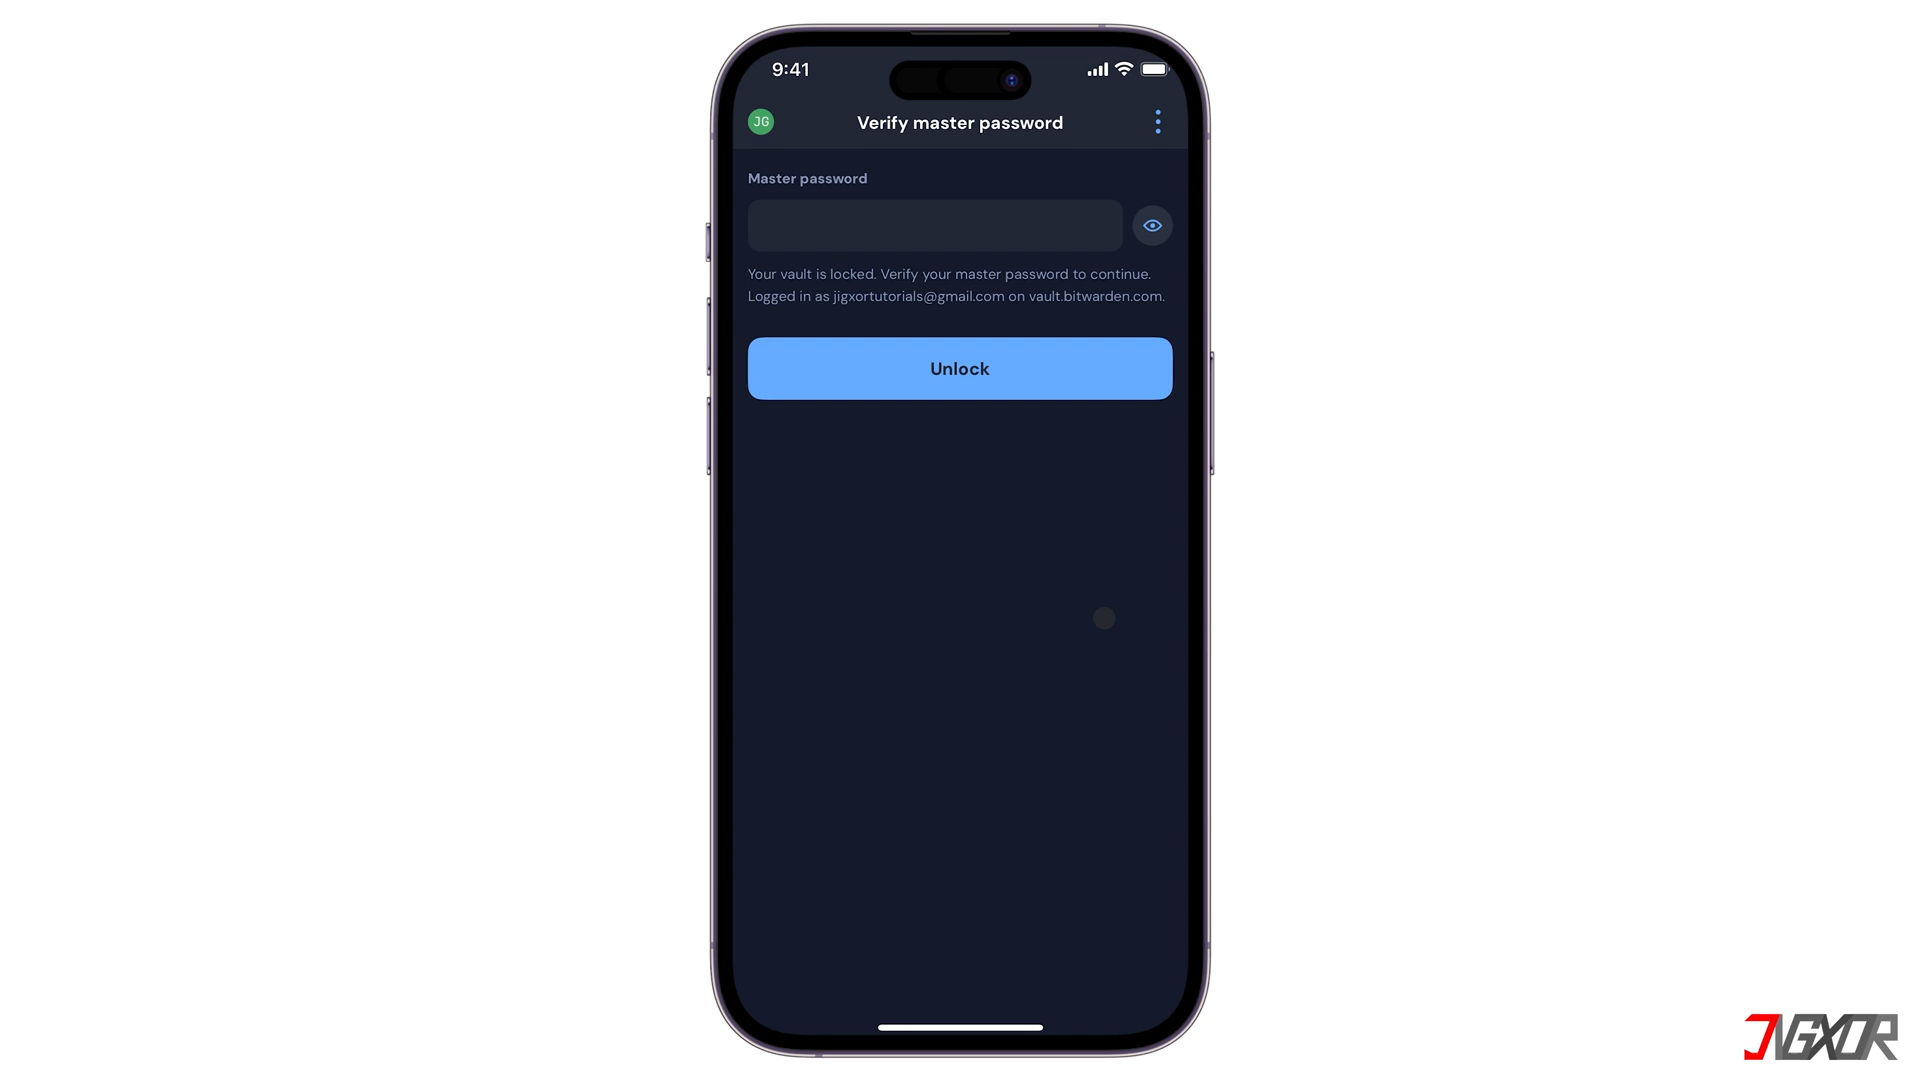 9:41
JG
Verify master password
Master password
Your vault is locked. Verify your master password to continue.
Logged in as jigxortutorials@gmail.com on vault.bitwarden.com.
Unlock
JIGXOR